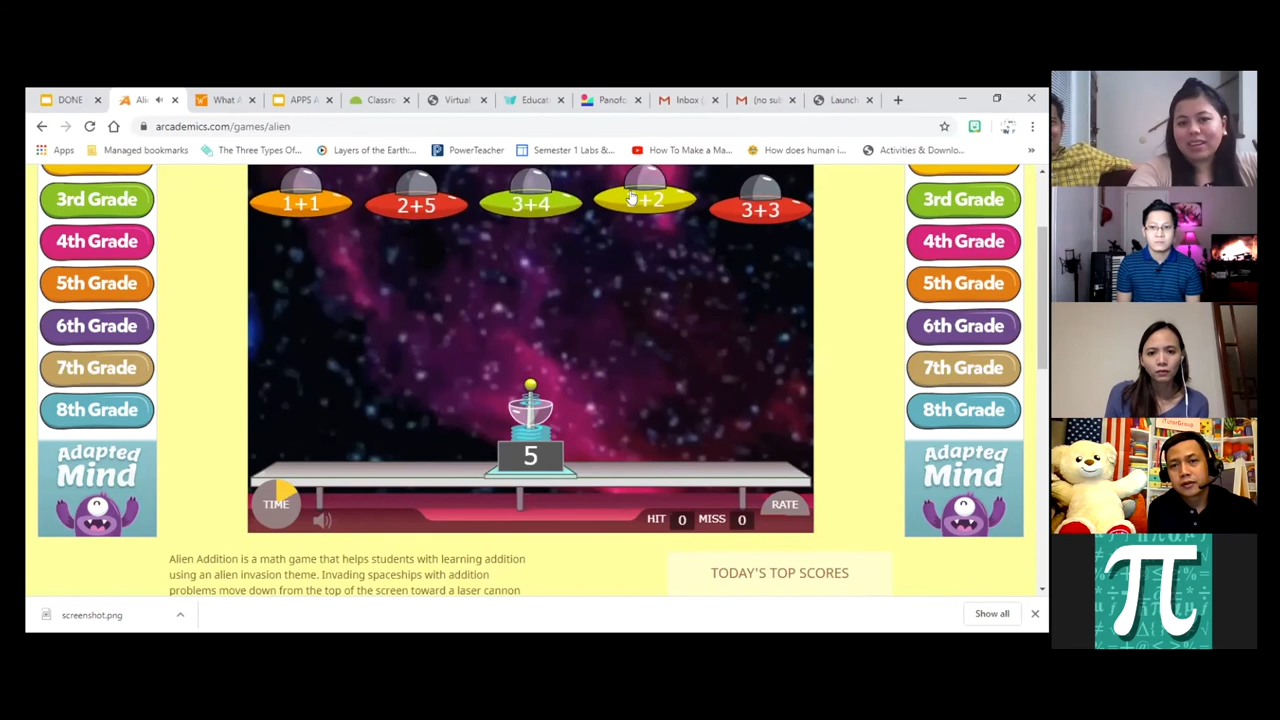 DONE
Ali
What A
APPS A
Classro
Virtual
Educati
Panofo
Inbox (
(no sub
Launch
arcademics.com/games/alien
Apps
Managed bookmarks
The Three Types Of...
Layers of the Earth:...
PowerTeacher
Semester 1 Labs &...
How To Make a Ma...
How does human i...
Activities & Downlo...
»
3rd Grade
4th Grade
5th Grade
6th Grade
7th Grade
8th Grade
Adapted
Mind
1+1
2+5
3+4
+2
3+3
5
TIME
HIT 0 MISS 0
RATE
3rd Grade
4th Grade
5th Grade
6th Grade
7th Grade
8th Grade
Adapted
Mind
Alien Addition is a math game that helps students with learning addition
using an alien invasion theme. Invading spaceships with addition
problems move down from the top of the screen toward a laser cannon
TODAY'S TOP SCORES
screenshot.png
Show all
iTutorGroup
π